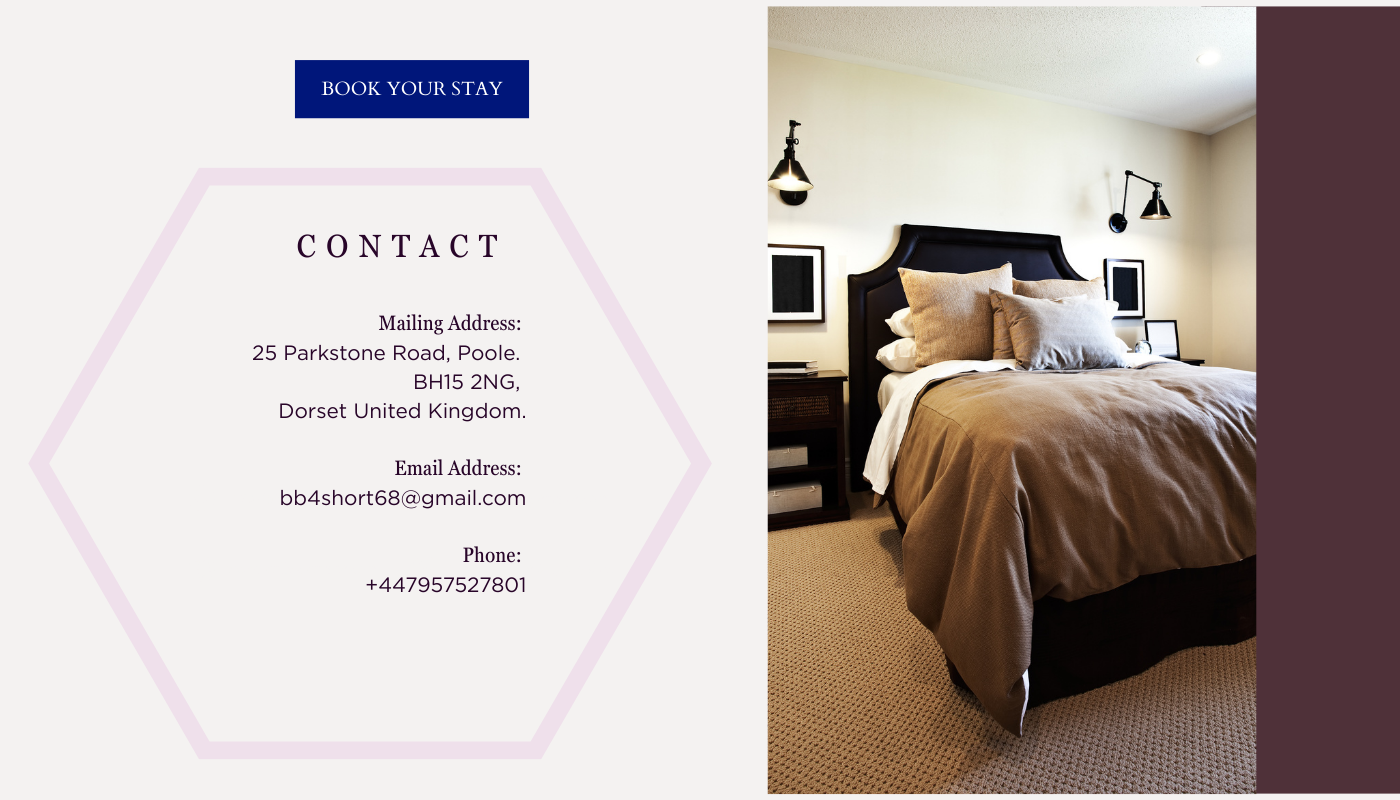 BOOK YOUR STAY
CONTACT
Mailing Address:
25 Parkstone Road, Poole.
BH15 2NG,
Dorset United Kingdom.
Email Address:
bb4short68@gmail.com
Phone:
+447957527801